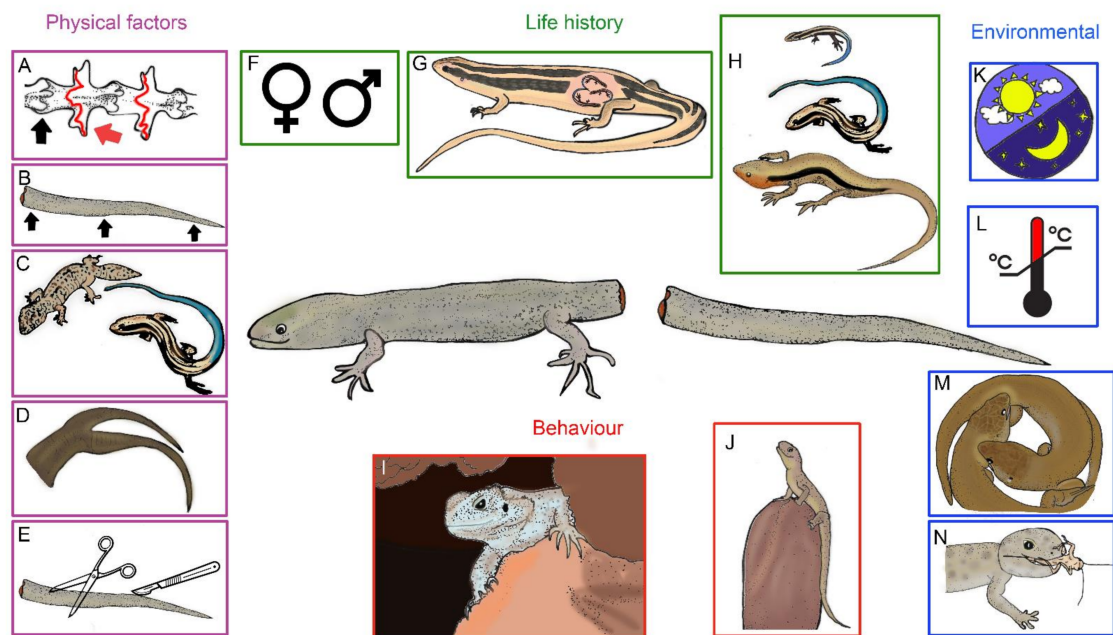 Physical factors
Life history
Environmental
A
B
C
D
E
F
G
H
K
L
°C
°C
Behaviour
I
J
M
N